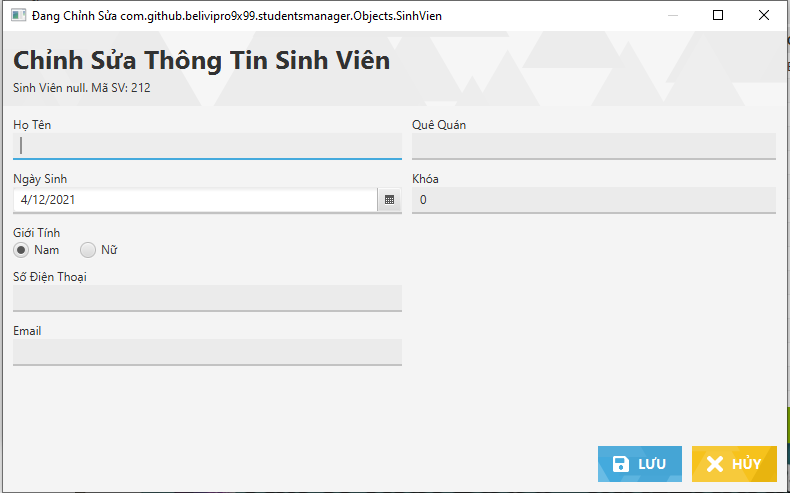 Đang Chỉnh Sửa com.github.belivipro9x99.studentsmanager.Objects.SinhVien
Chỉnh Sửa Thông Tin Sinh Viên
Sinh Viên null. Mã SV: 212
Họ Tên
Quê Quán
Ngày Sinh
Khóa
4/12/2021
0
Giới Tính
Nam Nữ
Số Điện Thoại
Email
LƯU
HỦY